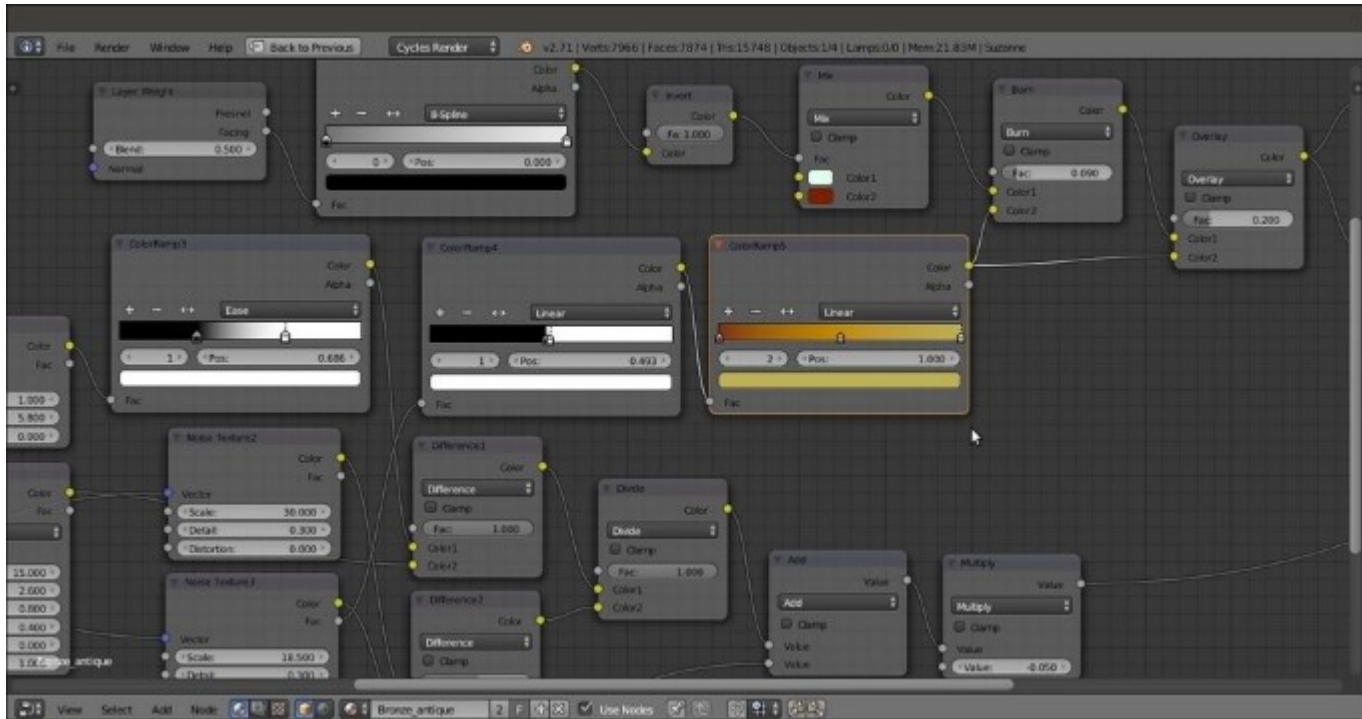 File Render Window Help Back to Previous Cycles Render v2.71 | Verts:7966 | Faces:7874 | Tris:15748 | Objects:1/4 | Lamps:0/0 | Mem:21.83M | Suzanne
Layer Weight
Fresnel
Facing
Blend: 0.500
Normal
Color
Alpha
B-Spline
0 Pos: 0.000
Fac
Invert
Color
Fac 1.000
Color
Mix
Color
Mix
Clamp
Fac
Color1
Color2
Burn
Color
Burn
Clamp
Fac: 0.090
Color1
Color2
Overlay
Color
Overlay
Clamp
Fac: 0.200
Color1
Color2
ColorRamp3
Color
Alpha
Ease
1 Pos: 0.686
Fac
ColorRamp4
Color
Alpha
Linear
1 Pos: 0.493
Fac
ColorRamp5
Color
Alpha
Linear
2 Pos: 1.000
Fac
Color
Fac
1.000
5.800
0.000
Color
Fac
15.000
2.600
0.800
0.400
0.000
Bronze_antique
Noise Texture2
Color
Fac
Vector
Scale: 30.000
Detail: 0.300
Distortion: 0.000
Noise Texture3
Color
Fac
Vector
Scale: 18.500
Detail: 0.300
Difference1
Color
Difference
Clamp
Fac: 1.000
Color1
Color2
Difference2
Color
Difference
Clamp
Divide
Color
Divide
Clamp
Fac: 1.000
Color1
Color2
Add
Value
Add
Clamp
Value
Value
Multiply
Value
Multiply
Clamp
Value
Value: -0.050
View Select Add Node Bronze_antique 2 F Use Nodes